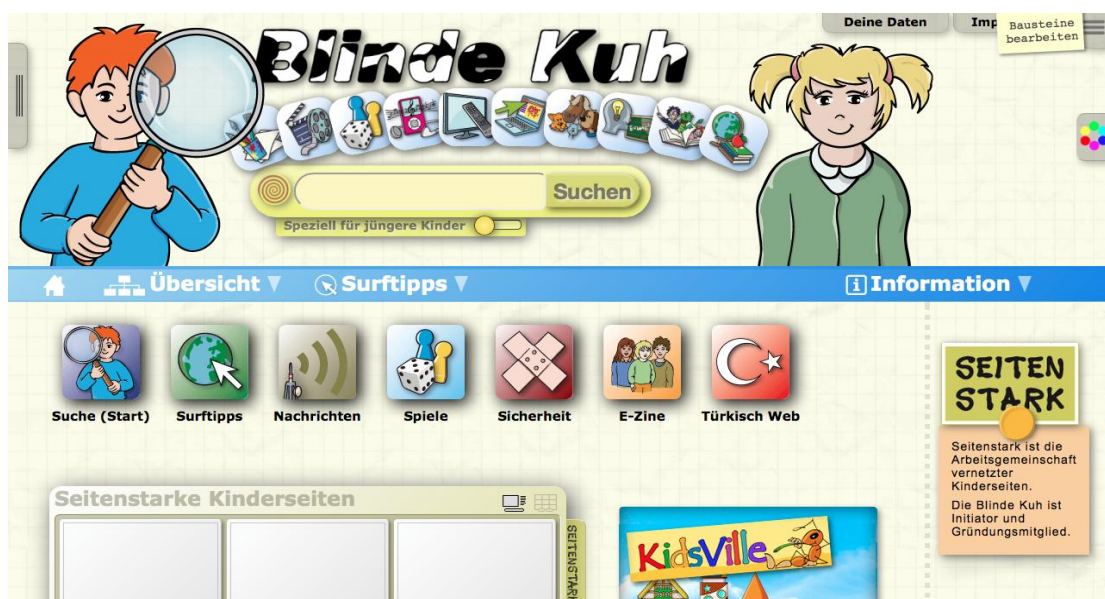 Deine Daten
Imp
Bausteine
bearbeiten
Blinde Kuh
Suchen
Speziell für jüngere Kinder
Übersicht
Surftipps
Information
Suche (Start)
Surftipps
Nachrichten
Spiele
Sicherheit
E-Zine
Türkisch Web
SEITEN
STARK
Seitenstark ist die
Arbeitsgemeinschaft
vernetzter
Kinderseiten.
Die Blinde Kuh ist
Initiator und
Gründungsmitglied.
Seitenstarke Kinderseiten
SEITENSTARK
KidsVille